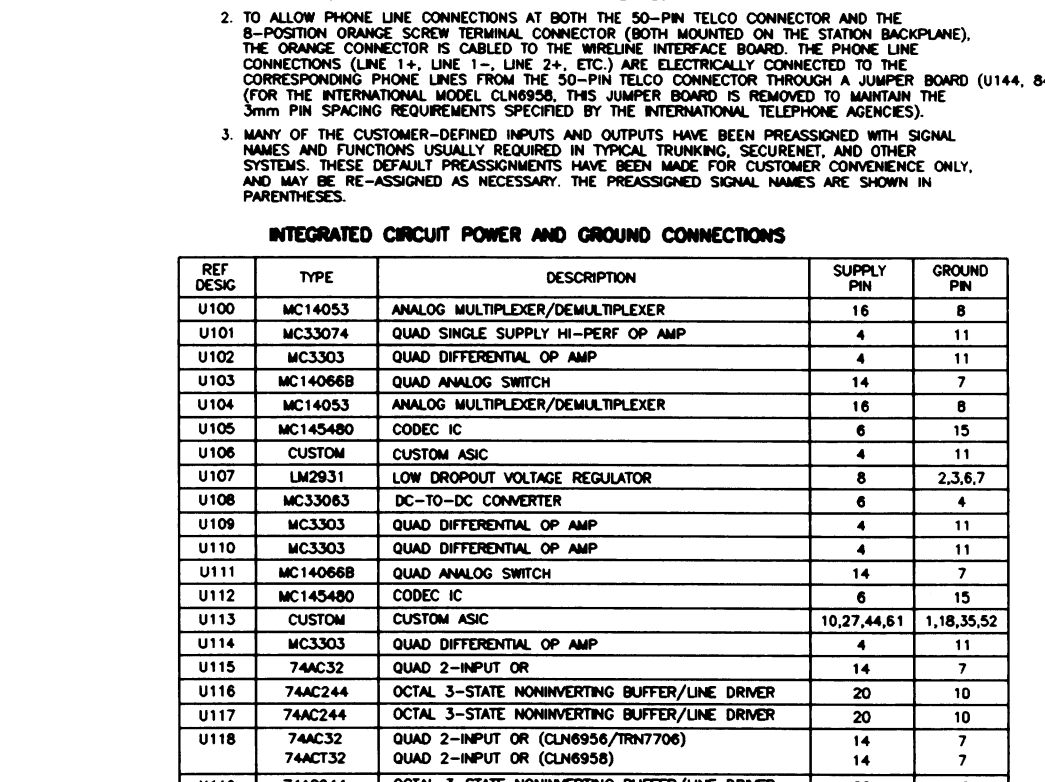 2. TO ALLOW PHONE LINE CONNECTIONS AT BOTH THE 50-PIN TELCO CONNECTOR AND THE
8-POSITION ORANGE SCREW TERMINAL CONNECTOR (BOTH MOUNTED ON THE STATION BACKPLANE),
THE ORANGE CONNECTOR IS CABLED TO THE WIRELINE INTERFACE BOARD. THE PHONE LINE
CONNECTIONS (LINE 1+, LINE 1-, LINE 2+, ETC.) ARE ELECTRICALLY CONNECTED TO THE
CORRESPONDING PHONE LINES FROM THE 50-PIN TELCO CONNECTOR THROUGH A JUMPER BOARD (U144, 8-
(FOR THE INTERNATIONAL MODEL CLN6958, THIS JUMPER BOARD IS REMOVED TO MAINTAIN THE
3mm PIN SPACING REQUIREMENTS SPECIFIED BY THE INTERNATIONAL TELEPHONE AGENCIES).
3. MANY OF THE CUSTOMER-DEFINED INPUTS AND OUTPUTS HAVE BEEN PREASSIGNED WITH SIGNAL
NAMES AND FUNCTIONS USUALLY REQUIRED IN TYPICAL TRUNKING, SECURENET, AND OTHER
SYSTEMS. THESE DEFAULT PREASSIGNMENTS HAVE BEEN MADE FOR CUSTOMER CONVENIENCE ONLY,
AND MAY BE RE-ASSIGNED AS NECESSARY. THE PREASSIGNED SIGNAL NAMES ARE SHOWN IN
PARENTHESES.
INTEGRATED CIRCUIT POWER AND GROUND CONNECTIONS
REF DESIG TYPE DESCRIPTION SUPPLY PIN GROUND PIN
U100 MC14053 ANALOG MULTIPLEXER/DEMULTIPLEXER 16 8
U101 MC33074 QUAD SINGLE SUPPLY HI-PERF OP AMP 4 11
U102 MC3303 QUAD DIFFERENTIAL OP AMP 4 11
U103 MC14066B QUAD ANALOG SWITCH 14 7
U104 MC14053 ANALOG MULTIPLEXER/DEMULTIPLEXER 16 8
U105 MC145480 CODEC IC 6 15
U106 CUSTOM CUSTOM ASIC 4 11
U107 LM2931 LOW DROPOUT VOLTAGE REGULATOR 8 2,3,6,7
U108 MC33063 DC-TO-DC CONVERTER 6 4
U109 MC3303 QUAD DIFFERENTIAL OP AMP 4 11
U110 MC3303 QUAD DIFFERENTIAL OP AMP 4 11
U111 MC14066B QUAD ANALOG SWITCH 14 7
U112 MC145480 CODEC IC 6 15
U113 CUSTOM CUSTOM ASIC 10,27,44,61 1,18,35,52
U114 MC3303 QUAD DIFFERENTIAL OP AMP 4 11
U115 74AC32 QUAD 2-INPUT OR 14 7
U116 74AC244 OCTAL 3-STATE NONINVERTING BUFFER/LINE DRIVER 20 10
U117 74AC244 OCTAL 3-STATE NONINVERTING BUFFER/LINE DRIVER 20 10
U118 74AC32 QUAD 2-INPUT OR (CLN6956/TRN7706) 14 7
74ACT32 QUAD 2-INPUT OR (CLN6958) 14 7
OCTAL 3-STATE NONINVERTING BUFFER/LINE DRIVER